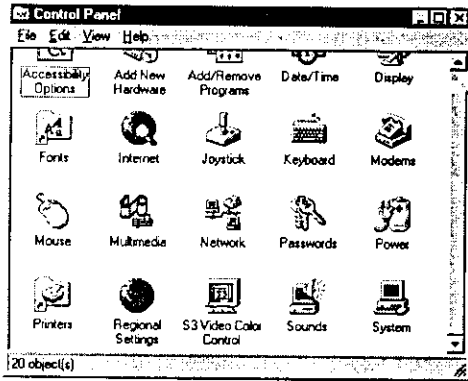 Control Panel
File Edit View Help
Accessibility Options
Add New Hardware
Add/Remove Programs
Date/Time
Display
Fonts
Internet
Joystick
Keyboard
Modems
Mouse
Multimedia
Network
Passwords
Power
Printers
Regional Settings
S3 Video Color Control
Sounds
System
20 object(s)